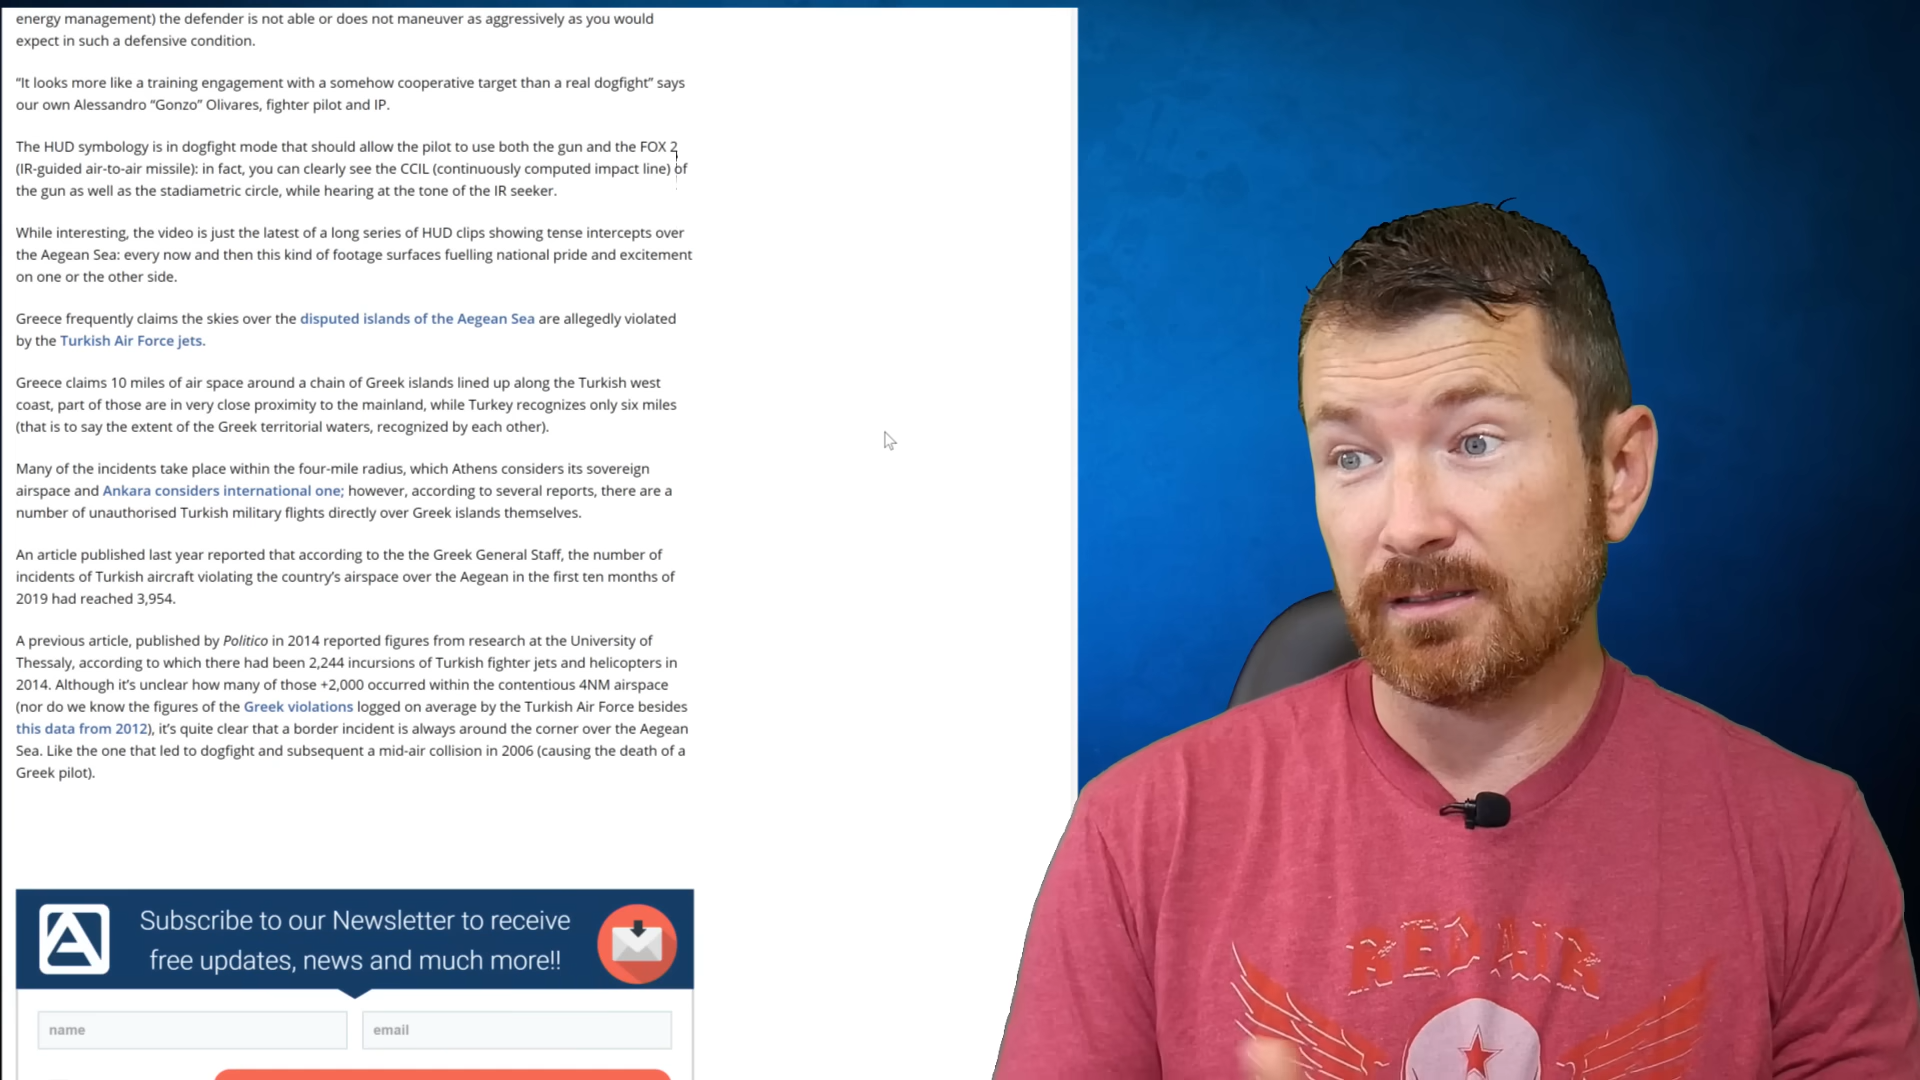 energy management) the defender is not able or does not maneuver as aggressively as you would
expect in such a defensive condition.
“It looks more like a training engagement with a somehow cooperative target than a real dogfight” says
our own Alessandro “Gonzo” Olivares, fighter pilot and IP.
The HUD symbology is in dogfight mode that should allow the pilot to use both the gun and the FOX 2
(IR-guided air-to-air missile): in fact, you can clearly see the CCIL (continuously computed impact line) of
the gun as well as the stadiametric circle, while hearing at the tone of the IR seeker.
While interesting, the video is just the latest of a long series of HUD clips showing tense intercepts over
the Aegean Sea: every now and then this kind of footage surfaces fuelling national pride and excitement
on one or the other side.
Greece frequently claims the skies over the disputed islands of the Aegean Sea are allegedly violated
by the Turkish Air Force jets.
Greece claims 10 miles of air space around a chain of Greek islands lined up along the Turkish west
coast, part of those are in very close proximity to the mainland, while Turkey recognizes only six miles
(that is to say the extent of the Greek territorial waters, recognized by each other).
Many of the incidents take place within the four-mile radius, which Athens considers its sovereign
airspace and Ankara considers international one; however, according to several reports, there are a
number of unauthorised Turkish military flights directly over Greek islands themselves.
An article published last year reported that according to the the Greek General Staff, the number of
incidents of Turkish aircraft violating the country’s airspace over the Aegean in the first ten months of
2019 had reached 3,954.
A previous article, published by Politico in 2014 reported figures from research at the University of
Thessaly, according to which there had been 2,244 incursions of Turkish fighter jets and helicopters in
2014. Although it’s unclear how many of those +2,000 occurred within the contentious 4NM airspace
(nor do we know the figures of the Greek violations logged on average by the Turkish Air Force besides
this data from 2012), it’s quite clear that a border incident is always around the corner over the Aegean
Sea. Like the one that led to dogfight and subsequent a mid-air collision in 2006 (causing the death of a
Greek pilot).
Subscribe to our Newsletter to receive
free updates, news and much more!!
name
email